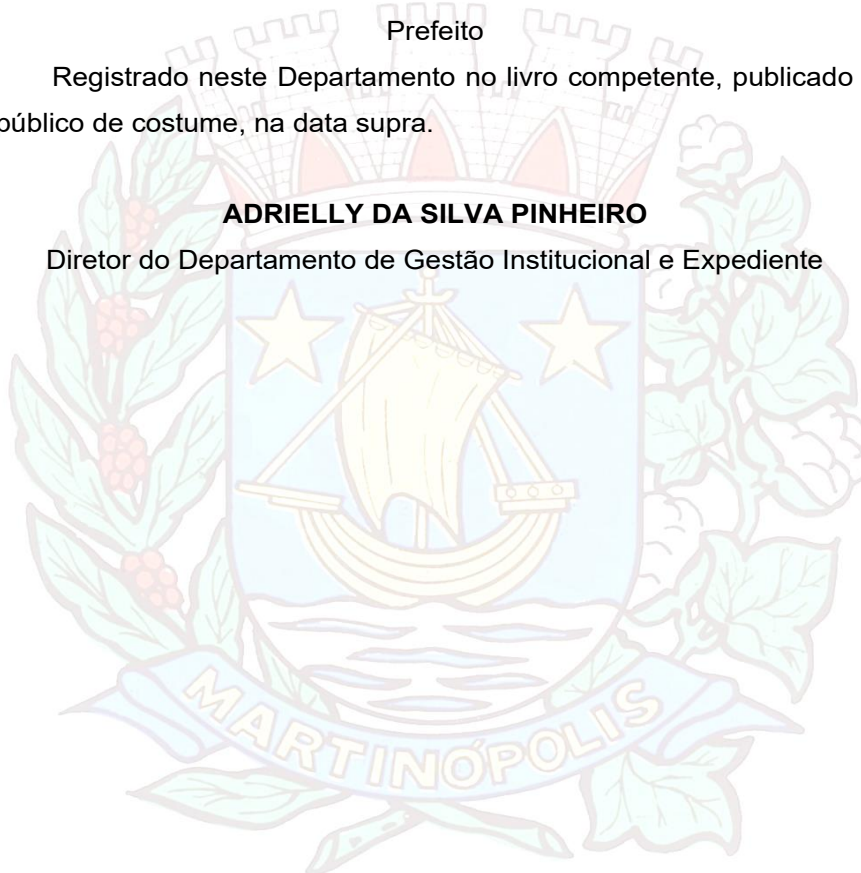 Prefeito
Registrado neste Departamento no livro competente, publicado
público de costume, na data supra.
ADRIELLY DA SILVA PINHEIRO
Diretor do Departamento de Gestão Institucional e Expediente
MARTINÓPOLIS